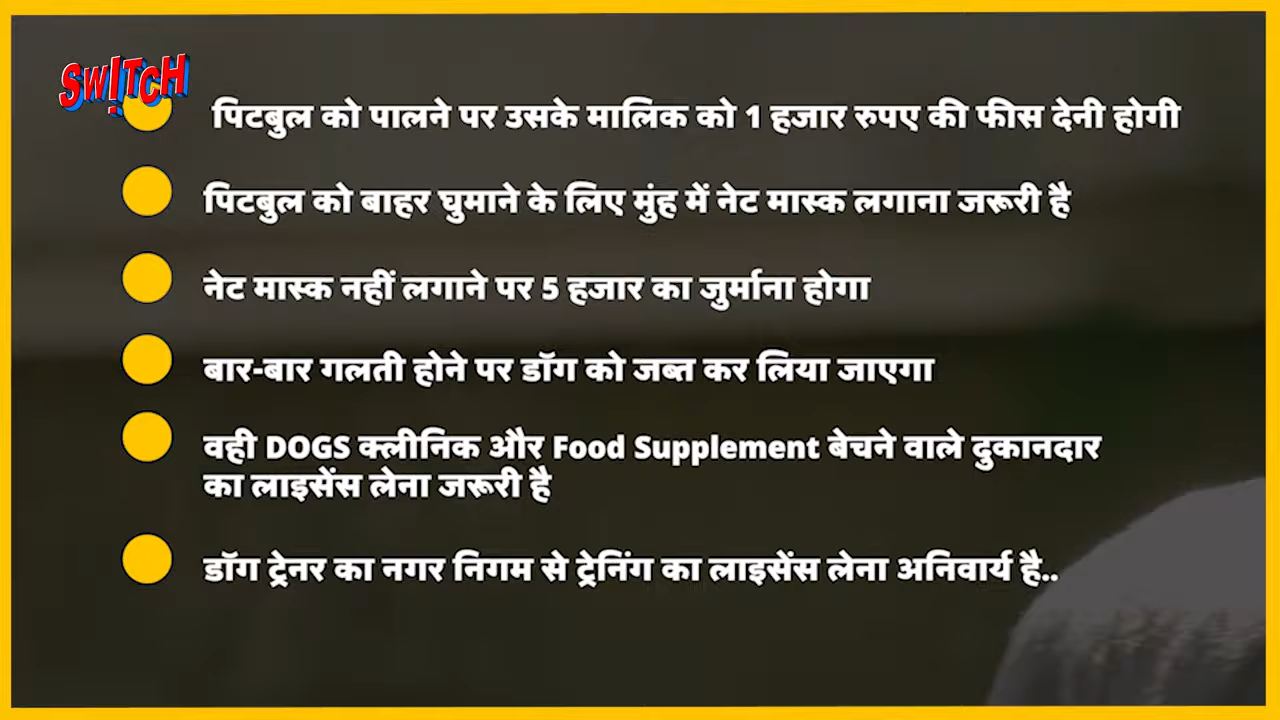 SWITCH
पिटबुल को पालने पर उसके मालिक को 1 हजार रुपए की फीस देनी होगी
पिटबुल को बाहर घुमाने के लिए मुंह में नेट मास्क लगाना जरूरी है
नेट मास्क नहीं लगाने पर 5 हजार का जुर्माना होगा
बार-बार गलती होने पर डॉग को जब्त कर लिया जाएगा
वही DOGS क्लीनिक और Food Supplement बेचने वाले दुकानदार
का लाइसेंस लेना जरूरी है
डॉग ट्रेनर का नगर निगम से ट्रेनिंग का लाइसेंस लेना अनिवार्य है..